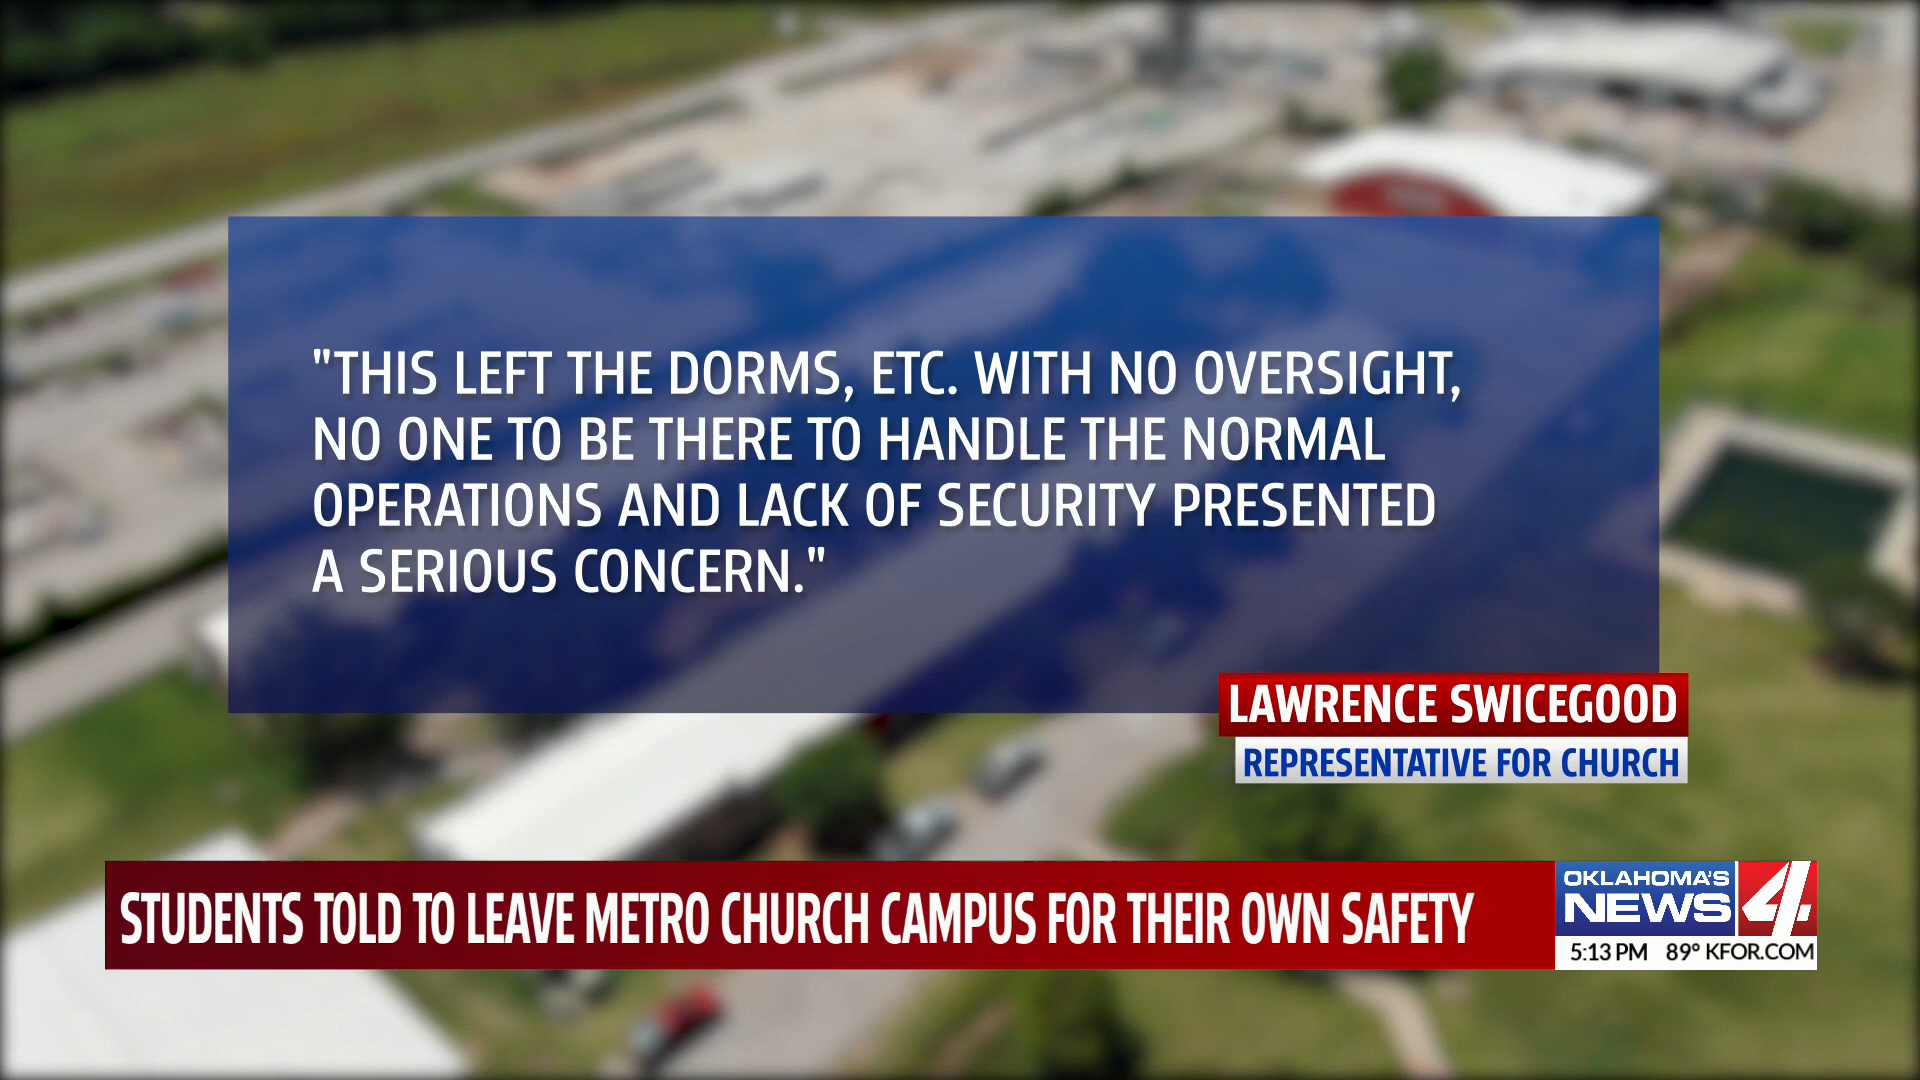 "THIS LEFT THE DORMS, ETC. WITH NO OVERSIGHT,
NO ONE TO BE THERE TO HANDLE THE NORMAL
OPERATIONS AND LACK OF SECURITY PRESENTED
A SERIOUS CONCERN."
LAWRENCE SWICEGOOD
REPRESENTATIVE FOR CHURCH
STUDENTS TOLD TO LEAVE METRO CHURCH CAMPUS FOR THEIR OWN SAFETY
OKLAHOMA'S
NEWS 4
5:13 PM 89° KFOR.COM